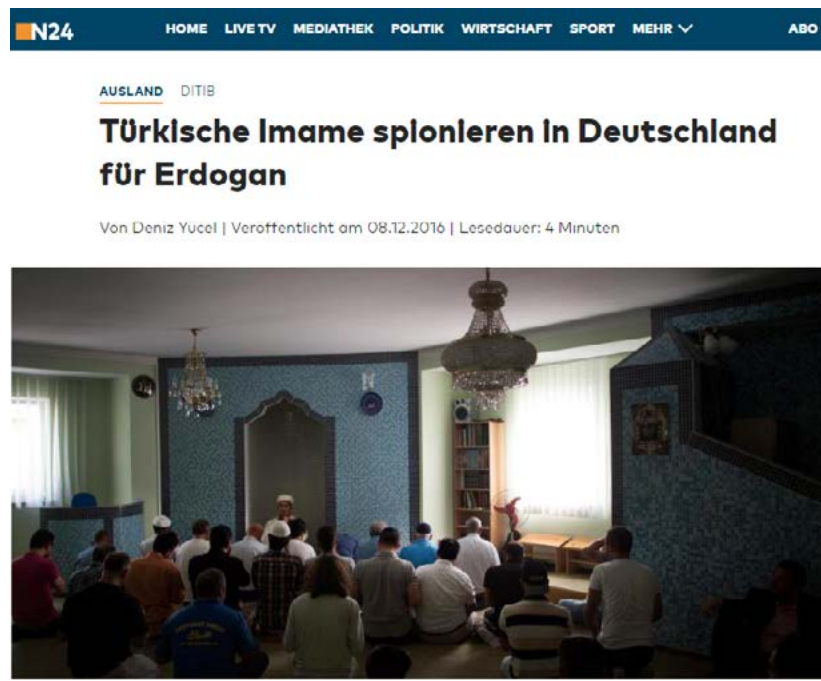 N24 HOME LIVE TV MEDIATHEK POLITIK WIRTSCHAFT SPORT MEHR ABO
AUSLAND DITIB
Türkische Imame spionieren in Deutschland
für Erdogan
Von Deniz Yucel | Veröffentlicht am 08.12.2016 | Lesedauer: 4 Minuten